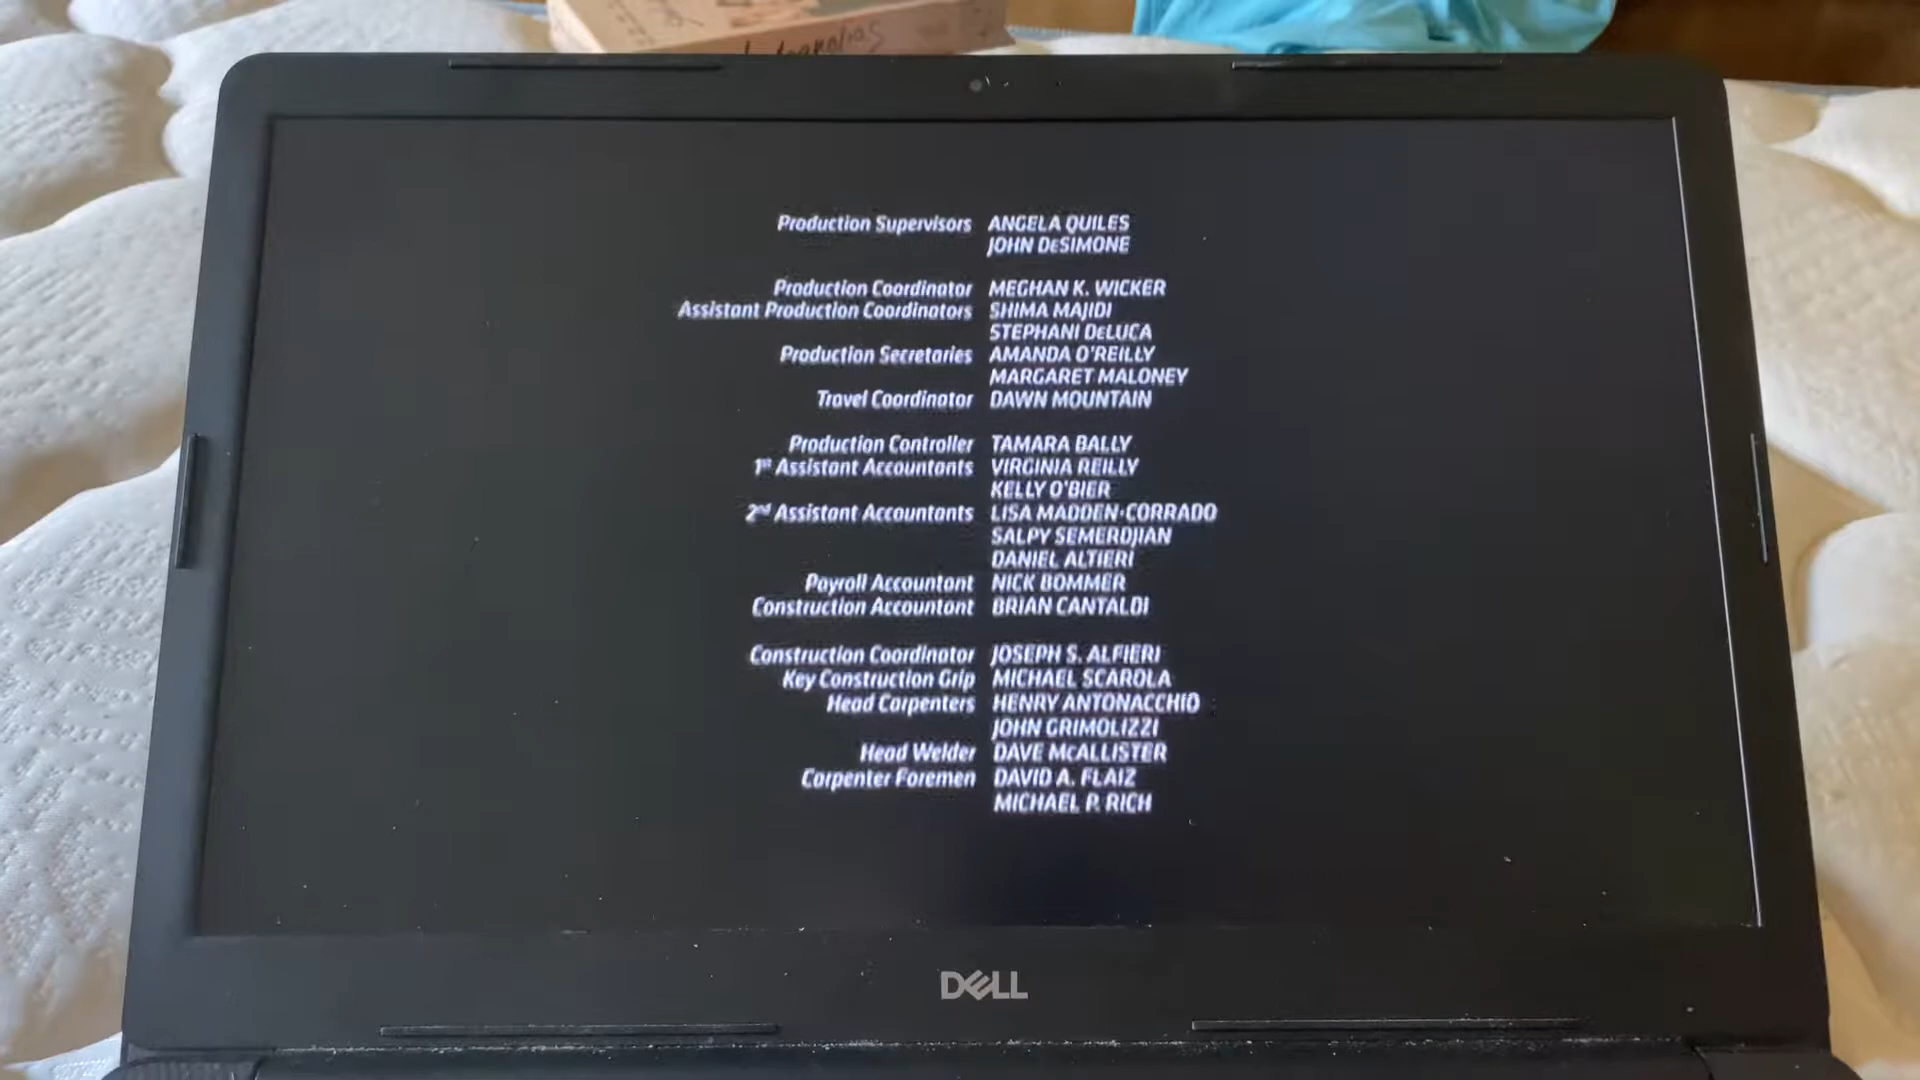 Production Supervisors ANGELA QUILES
JOHN DeSIMONE
Production Coordinator MEGHAN K. WICKER
Assistant Production Coordinators SHIMA MAJIDI
STEPHANI DeLUCA
Production Secretaries AMANDA O'REILLY
MARGARET MALONEY
Travel Coordinator DAWN MOUNTAIN
Production Controller TAMARA BALLY
1st Assistant Accountants VIRGINIA REILLY
KELLY O'BIER
2nd Assistant Accountants LISA MADDEN-CORRADO
SALPY SEMERDJIAN
DANIEL ALTIERI
Payroll Accountant NICK BOMMER
Construction Accountant BRIAN CANTALDI
Construction Coordinator JOSEPH S. ALFIERI
Key Construction Grip MICHAEL SCAROLA
Head Carpenters HENRY ANTONACCHIO
JOHN GRIMOLIZZI
Head Welder DAVE McALLISTER
Carpenter Foremen DAVID A. FLAIZ
MICHAEL P. RICH
DELL